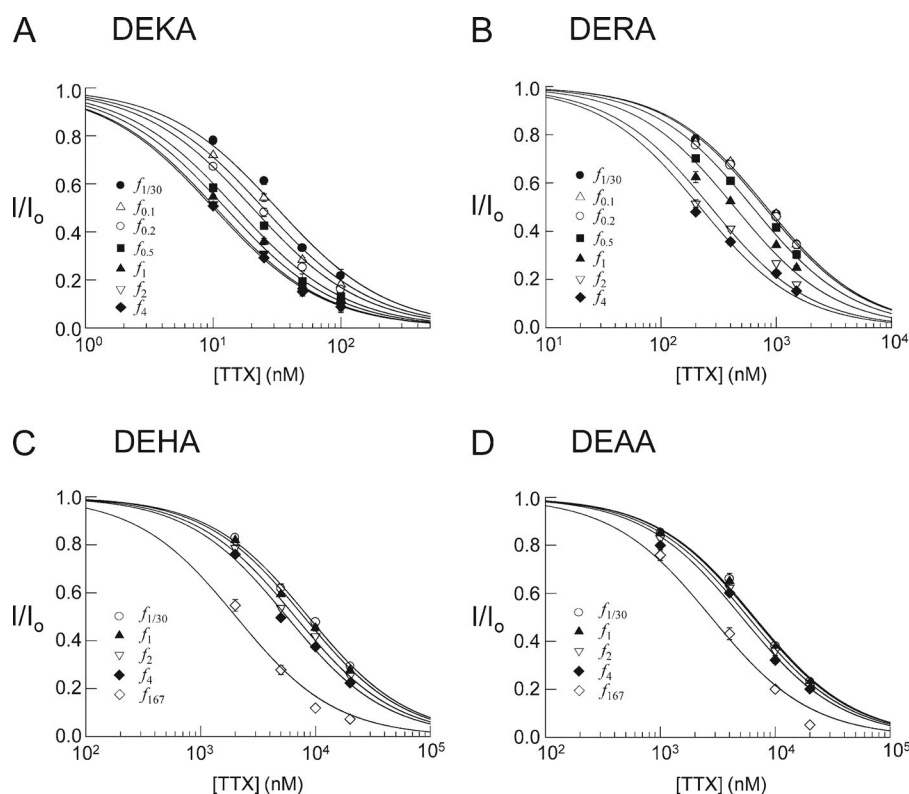 A DEKA
1.0
0.8
0.6
0.4
0.2
0.0
I/Io
f1/30
f0.1
f0.2
f0.5
f1
f2
f4
10^0 10^1 10^2
[TTX] (nM)
B DERA
1.0
0.8
0.6
0.4
0.2
0.0
I/Io
f1/30
f0.1
f0.2
f0.5
f1
f2
f4
10^1 10^2 10^3 10^4
[TTX] (nM)
C DEHA
1.0
0.8
0.6
0.4
0.2
0.0
I/Io
f1/30
f1
f2
f4
f167
10^2 10^3 10^4 10^5
[TTX] (nM)
D DEAA
1.0
0.8
0.6
0.4
0.2
0.0
I/Io
f1/30
f1
f2
f4
f167
10^2 10^3 10^4 10^5
[TTX] (nM)